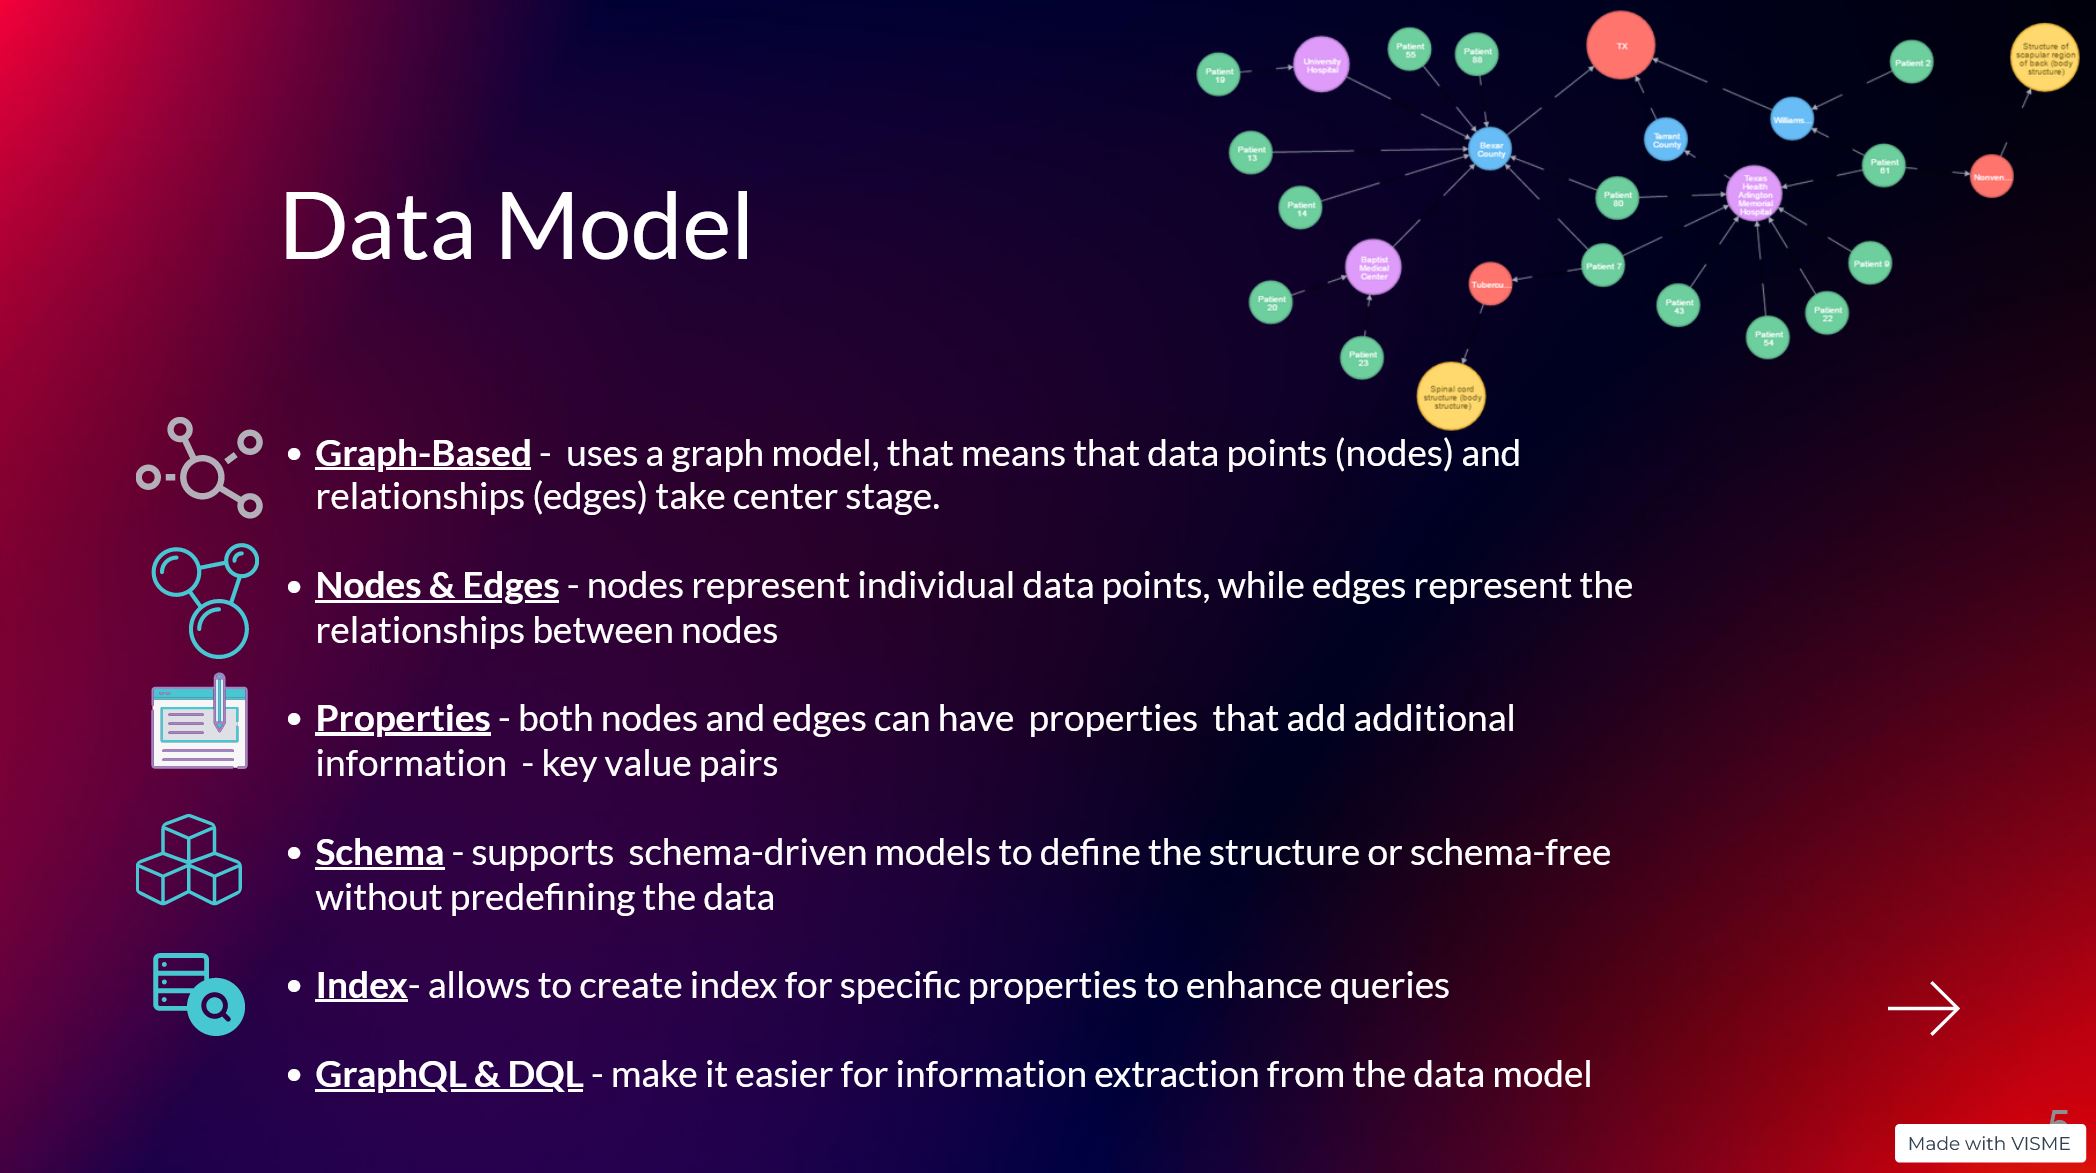 TX
Structure of
scapular region
of back (body
structure)
Patient
55
Patient
88
University
Hospital
Patient
19
Patient 2
Williams...
Bexar
County
Tarrant
County
Patient
13
Patient
61
Nonven...
Texas
Health
Arlington
Memorial
Hospital
Patient
80
Patient
14
Data Model
Baptist
Medical
Center
Patient 7
Patient 9
Tuberou...
Patient
20
Patient
43
Patient
22
Patient
54
Patient
23
Spinal cord
structure (body
structure)
• Graph-Based -  uses a graph model, that means that data points (nodes) and
relationships (edges) take center stage.
• Nodes & Edges - nodes represent individual data points, while edges represent the
relationships between nodes
• Properties - both nodes and edges can have  properties  that add additional
information  - key value pairs
• Schema - supports  schema-driven models to define the structure or schema-free
without predefining the data
• Index- allows to create index for specific properties to enhance queries
• GraphQL & DQL - make it easier for information extraction from the data model
5
Made with VISME